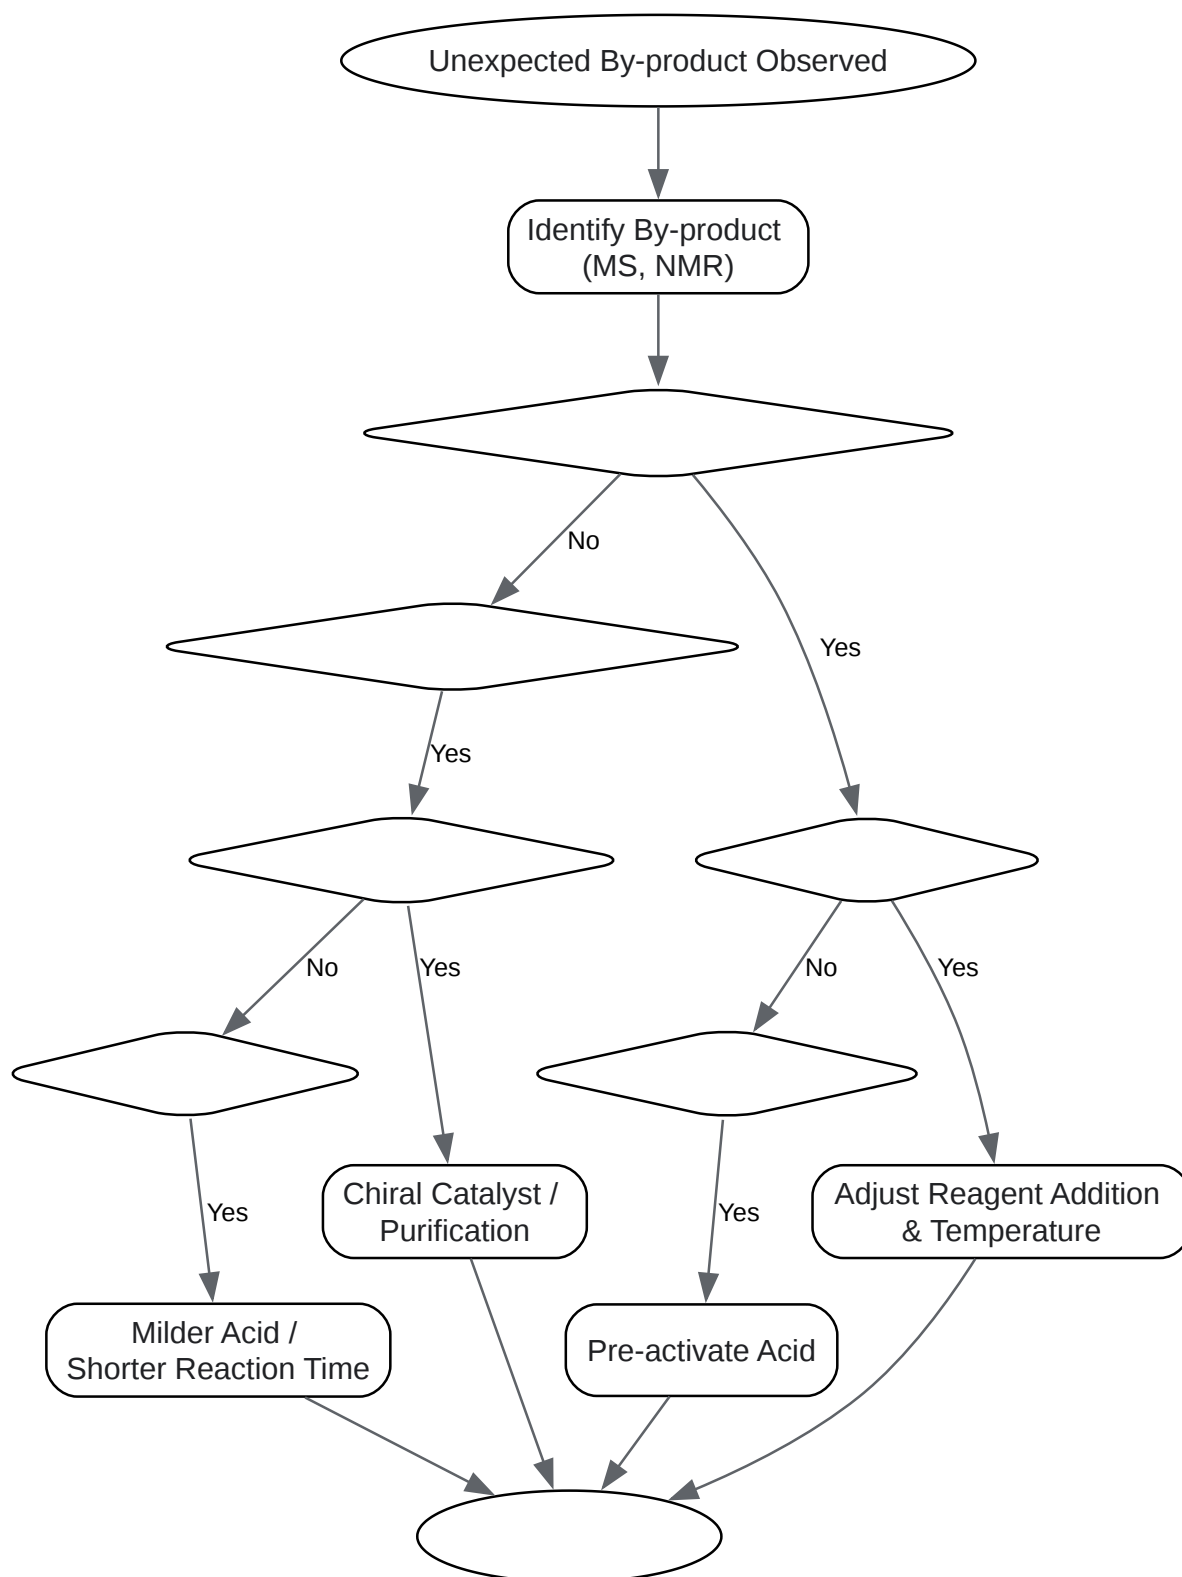 Unexpected By-product Observed
Identify By-product
(MS, NMR)
No
Yes
Yes
No
Yes
No
Yes
Chiral Catalyst /
Purification
Adjust Reagent Addition
& Temperature
Yes
Yes
Milder Acid /
Shorter Reaction Time
Pre-activate Acid